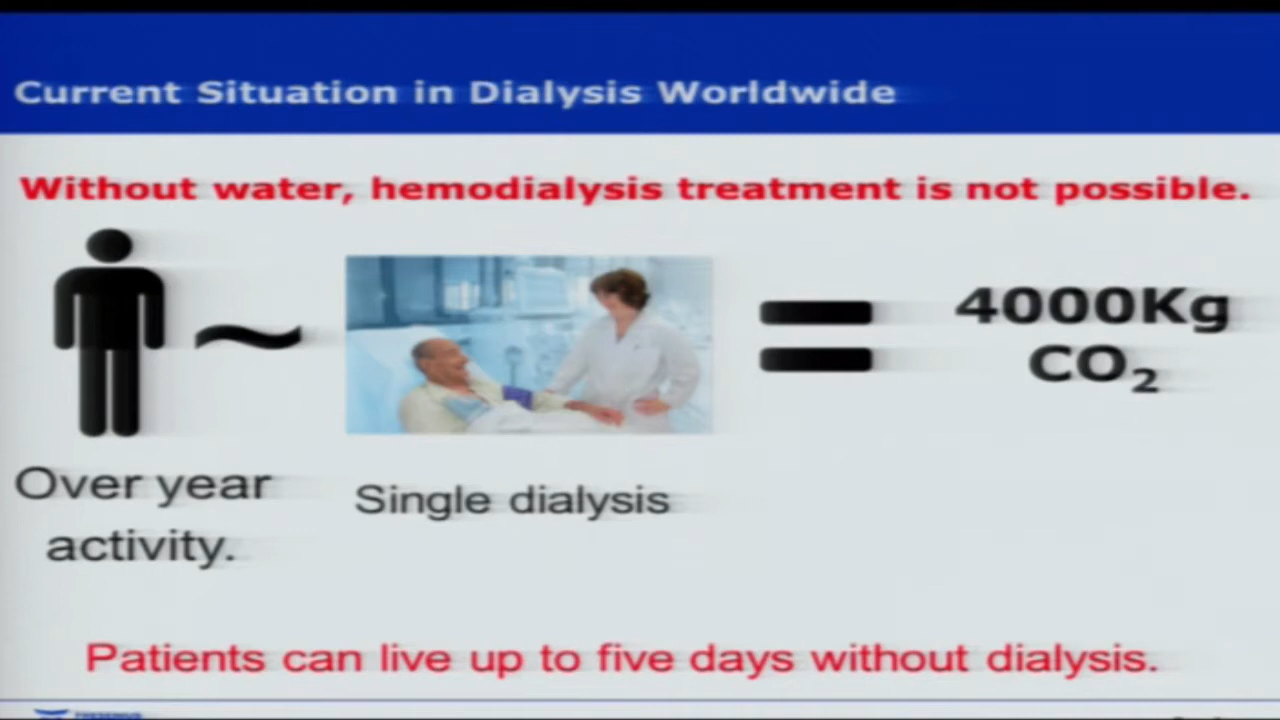 Current Situation in Dialysis Worldwide
Without water, hemodialysis treatment is not possible.
~
=
4000Kg
CO₂
Over year
activity.
Single dialysis
Patients can live up to five days without dialysis.